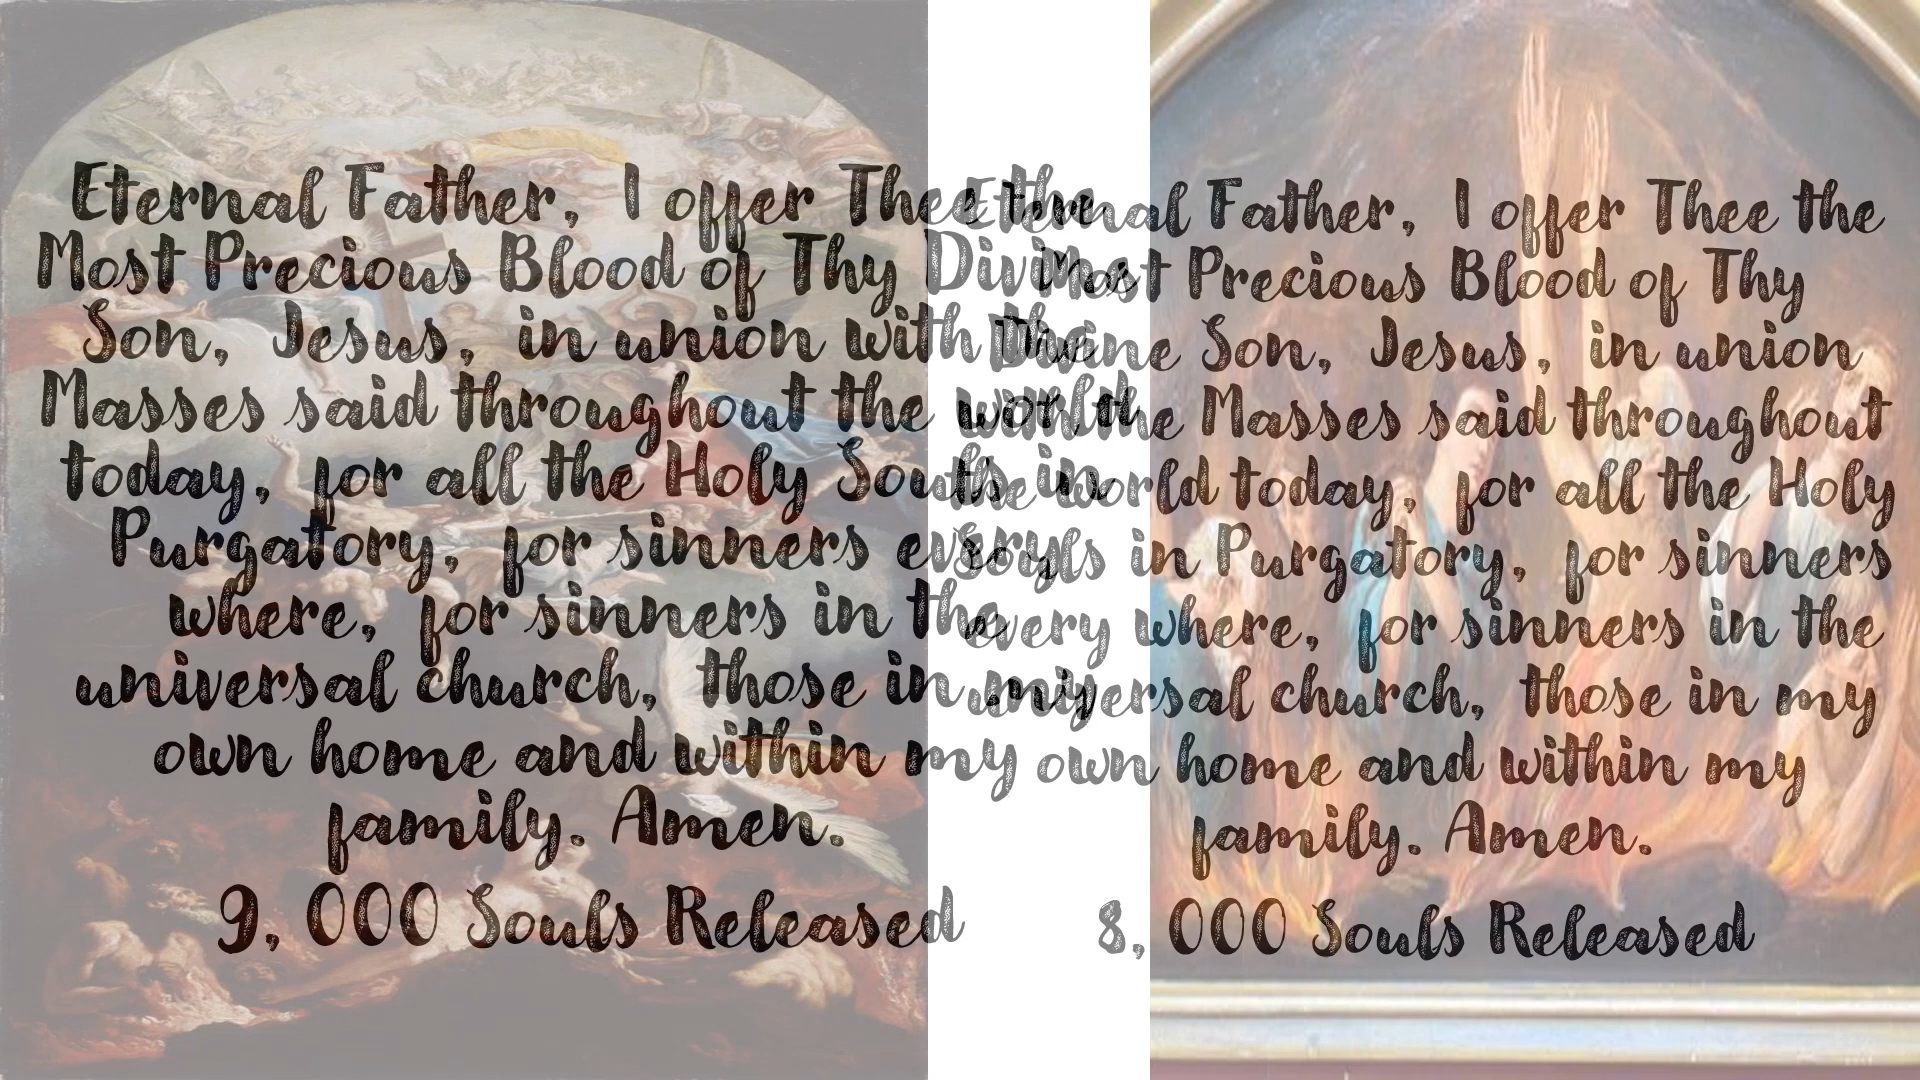 Eternal Father, I offer Thee the
Most Precious Blood of Thy Divine
Son, Jesus, in union with the
Masses said throughout the world
today, for all the Holy Souls in
Purgatory, for sinners every
where, for sinners in the
universal church, those in my
own home and within my
family. Amen.
9, 000 Souls Released
Eternal Father, I offer Thee the
Most Precious Blood of Thy
Divine Son, Jesus, in union
with the Masses said throughout
the world today, for all the Holy
Souls in Purgatory, for sinners
every where, for sinners in the
universal church, those in my
own home and within my
family. Amen.
8, 000 Souls Released